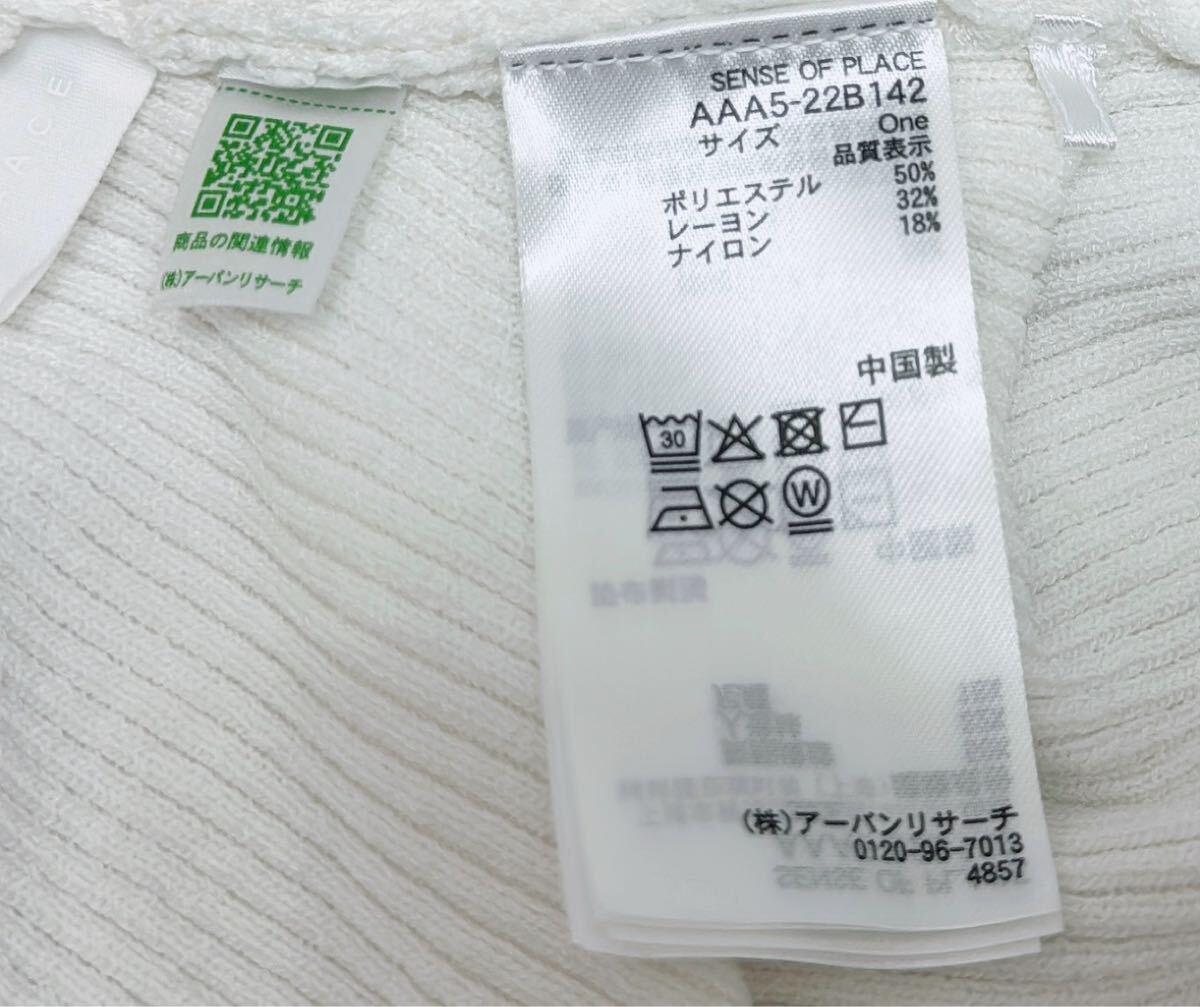 ACE
商品の関連情報
(株)アーバンリサーチ
SENSE OF PLACE
AAA5-22B142
サイズ One
品質表示
ポリエステル 50%
レーヨン 32%
ナイロン 18%
中国製
30
W
(株)アーバンリサーチ
0120-96-7013
4857